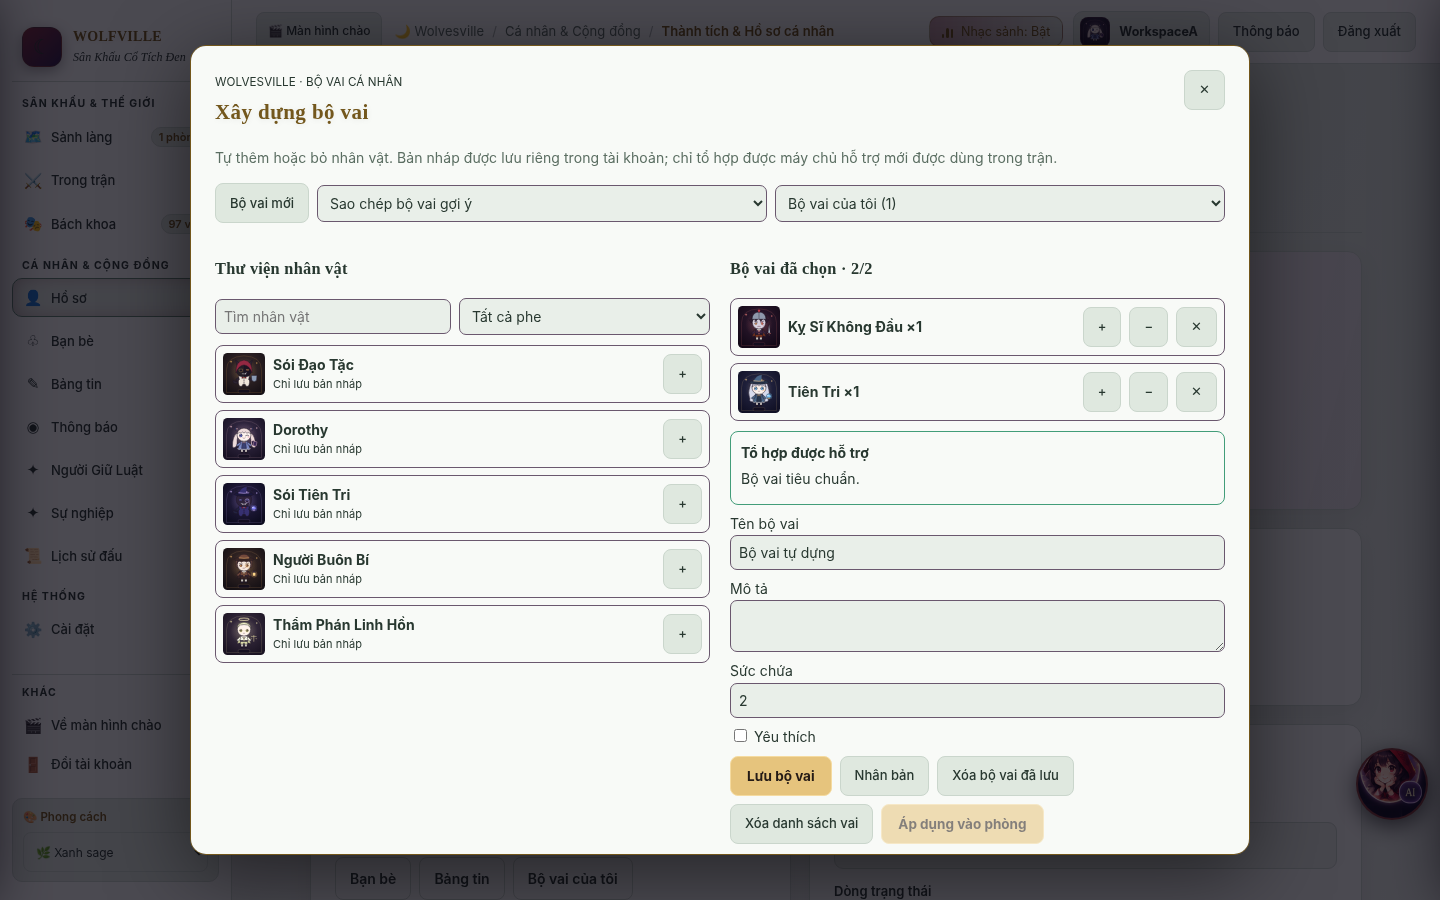 WOLFVILLE
Sân Khấu Cổ Tích Đen
SÂN KHẤU & THẾ GIỚI
Sảnh làng
1 phòn
Trong trận
Bách khoa
97 v
CÁ NHÂN & CỘNG ĐỒNG
Hồ sơ
Bạn bè
Bảng tin
Thông báo
Người Giữ Luật
Sự nghiệp
Lịch sử đấu
HỆ THỐNG
Cài đặt
KHÁC
Về màn hình chào
Đổi tài khoản
Phong cách
Xanh sage
Màn hình chào
Wolvesville / Cá nhân & Cộng đồng / Thành tích & Hồ sơ cá nhân
Nhạc sảnh: Bật
WorkspaceA
Thông báo
Đăng xuất
WOLVESVILLE · BỘ VAI CÁ NHÂN
Xây dựng bộ vai
×
Tự thêm hoặc bỏ nhân vật. Bản nháp được lưu riêng trong tài khoản; chỉ tổ hợp được máy chủ hỗ trợ mới được dùng trong trận.
Bộ vai mới
Sao chép bộ vai gợi ý
Bộ vai của tôi (1)
Thư viện nhân vật
Tìm nhân vật
Tất cả phe
Sói Đạo Tặc
Chỉ lưu bản nháp
+
Dorothy
Chỉ lưu bản nháp
+
Sói Tiên Tri
Chỉ lưu bản nháp
+
Người Buôn Bí
Chỉ lưu bản nháp
+
Thẩm Phán Linh Hồn
Chỉ lưu bản nháp
+
Bộ vai đã chọn · 2/2
Kỵ Sĩ Không Đầu ×1
+ − ×
Tiên Tri ×1
+ − ×
Tổ hợp được hỗ trợ
Bộ vai tiêu chuẩn.
Tên bộ vai
Bộ vai tự dựng
Mô tả
Sức chứa
2
Yêu thích
Lưu bộ vai
Nhân bản
Xóa bộ vai đã lưu
Xóa danh sách vai
Áp dụng vào phòng
AI
Bạn bè
Bảng tin
Bộ vai của tôi
Dòng trạng thái